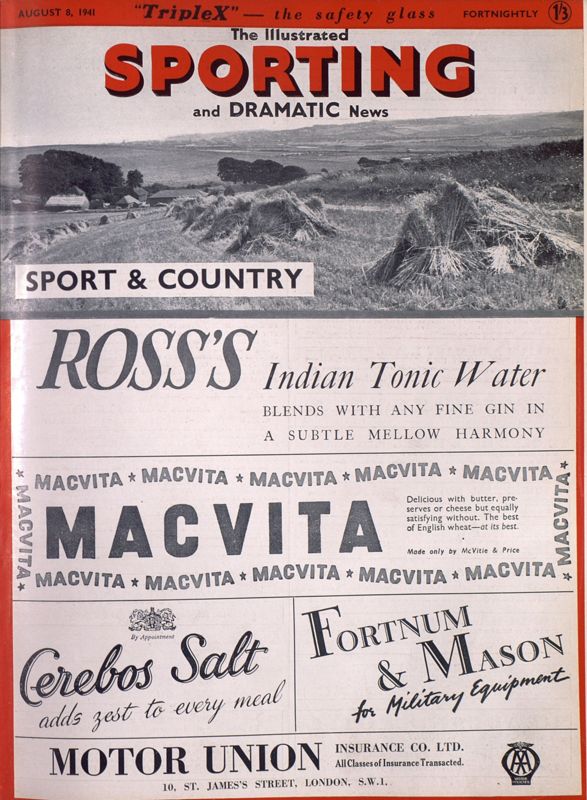 AUGUST 8, 1941
"TripleX" — the safety glass
FORTNIGHTLY
1/3
The Illustrated
SPORTING
and DRAMATIC News
SPORT & COUNTRY
ROSS'S Indian Tonic Water
BLENDS WITH ANY FINE GIN IN
A SUBTLE MELLOW HARMONY
MACVITA ★ MACVITA ★ MACVITA ★ MACVITA ★ MACVITA
MACVITA
MACVITA
Delicious with butter, pre-
serves or cheese but equally
satisfying without. The best
of English wheat—at its best.
Made only by McVitie & Price
MACVITA
MACVITA ★ MACVITA ★ MACVITA ★ MACVITA ★ MACVITA
By Appointment
Cerebos Salt
adds zest to every meal
FORTNUM
& MASON
for Military Equipment
MOTOR UNION INSURANCE CO. LTD.
All Classes of Insurance Transacted.
10, ST. JAMES'S STREET, LONDON, S.W.1.